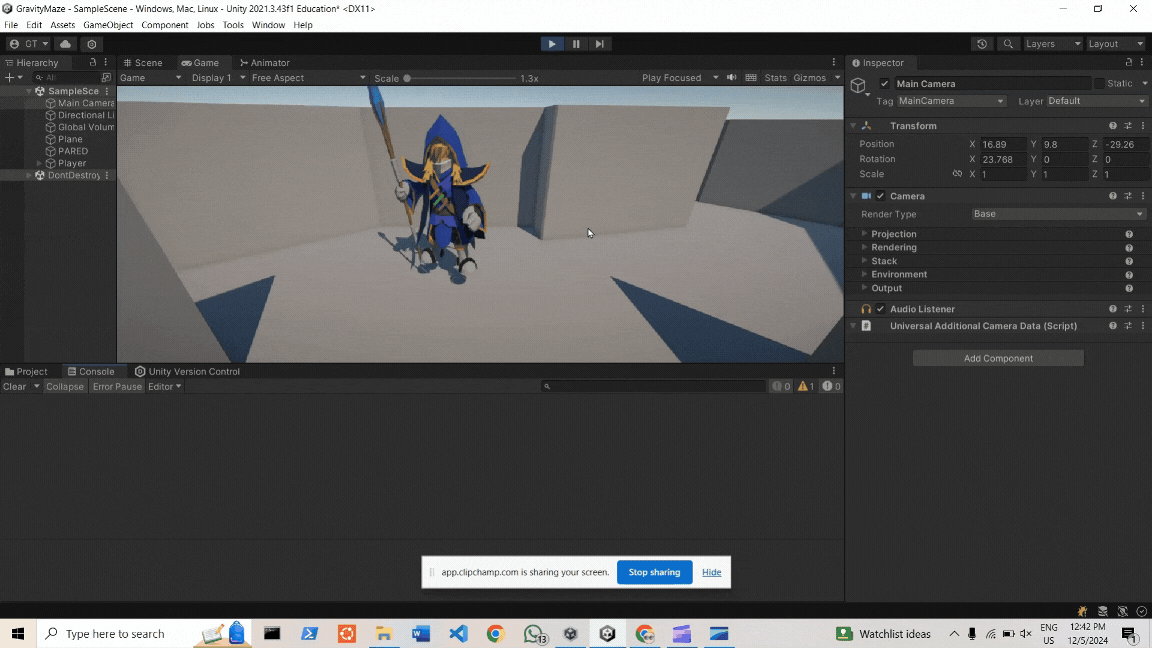 GravityMaze - SampleScene - Windows, Mac, Linux - Unity 2021.3.43f1 Education* <DX11>
File Edit Assets GameObject Component Jobs Tools Window Help
GT
Layers Layout
Hierarchy
All
SampleSce
Main Camera
Directional Li
Global Volum
Plane
PARED
Player
DontDestroy
Scene Game Animator
Game Display 1 Free Aspect Scale 1.3x Play Focused Stats Gizmos
Inspector
Main Camera Static
Tag MainCamera Layer Default
Transform
Position X 16.89 Y 9.8 Z -29.26
Rotation X 23.768 Y 0 Z 0
Scale X 1 Y 1 Z 1
Camera
Render Type Base
Projection
Rendering
Stack
Environment
Output
Audio Listener
# Universal Additional Camera Data (Script)
Add Component
Project Console Unity Version Control
Clear Collapse Error Pause Editor 0 1 0
app.clipchamp.com is sharing your screen. Stop sharing Hide
Type here to search
13
Watchlist ideas
ENG
US
12:42 PM
12/5/2024
1